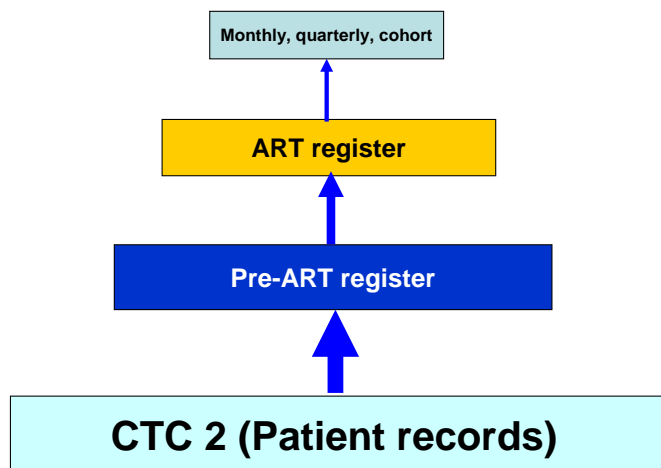 Monthly, quarterly, cohort
ART register
Pre-ART register
CTC 2 (Patient records)